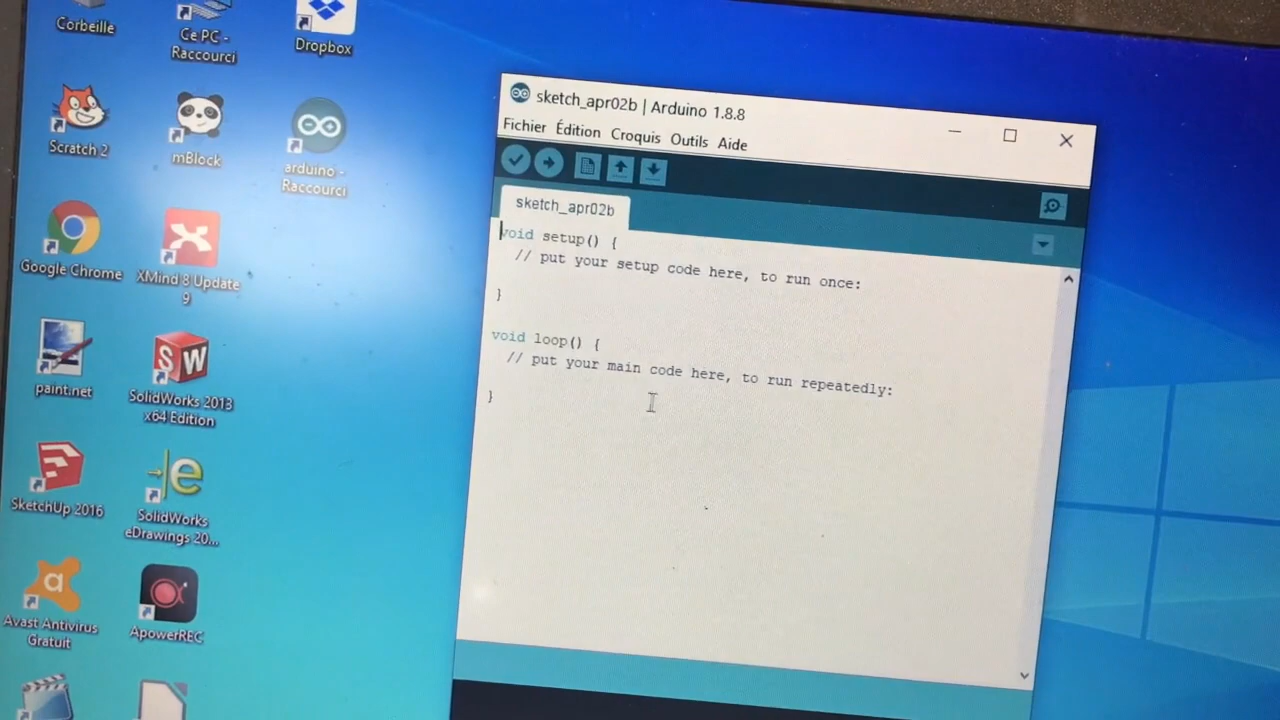 Corbeille
Ce PC -
Raccourci
Dropbox
Scratch 2
mBlock
arduino -
Raccourci
Google Chrome
XMind 8 Update
9
paint.net
SolidWorks 2013
x64 Edition
SketchUp 2016
SolidWorks
eDrawings 20...
Avast Antivirus
Gratuit
ApowerREC
sketch_apr02b | Arduino 1.8.8
Fichier Édition Croquis Outils Aide
sketch_apr02b
void setup() {
// put your setup code here, to run once:
}
void loop() {
// put your main code here, to run repeatedly:
}